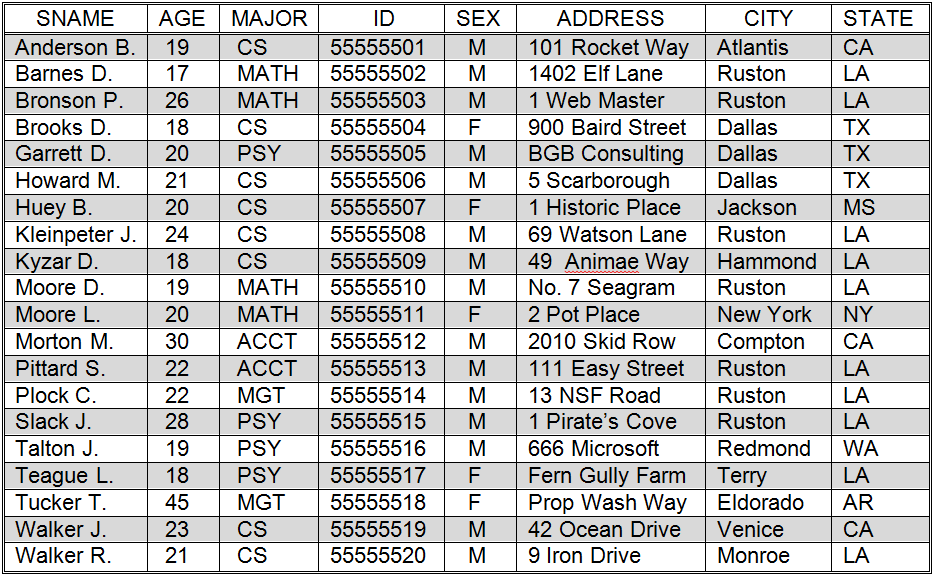 SNAME AGE MAJOR ID SEX ADDRESS CITY STATE
Anderson B. 19 CS 55555501 M 101 Rocket Way Atlantis CA
Barnes D. 17 MATH 55555502 M 1402 Elf Lane Ruston LA
Bronson P. 26 MATH 55555503 M 1 Web Master Ruston LA
Brooks D. 18 CS 55555504 F 900 Baird Street Dallas TX
Garrett D. 20 PSY 55555505 M BGB Consulting Dallas TX
Howard M. 21 CS 55555506 M 5 Scarborough Dallas TX
Huey B. 20 CS 55555507 F 1 Historic Place Jackson MS
Kleinpeter J. 24 CS 55555508 M 69 Watson Lane Ruston LA
Kyzar D. 18 CS 55555509 M 49 Animae Way Hammond LA
Moore D. 19 MATH 55555510 M No. 7 Seagram Ruston LA
Moore L. 20 MATH 55555511 F 2 Pot Place New York NY
Morton M. 30 ACCT 55555512 M 2010 Skid Row Compton CA
Pittard S. 22 ACCT 55555513 M 111 Easy Street Ruston LA
Plock C. 22 MGT 55555514 M 13 NSF Road Ruston LA
Slack J. 28 PSY 55555515 M 1 Pirate’s Cove Ruston LA
Talton J. 19 PSY 55555516 M 666 Microsoft Redmond WA
Teague L. 18 PSY 55555517 F Fern Gully Farm Terry LA
Tucker T. 45 MGT 55555518 F Prop Wash Way Eldorado AR
Walker J. 23 CS 55555519 M 42 Ocean Drive Venice CA
Walker R. 21 CS 55555520 M 9 Iron Drive Monroe LA